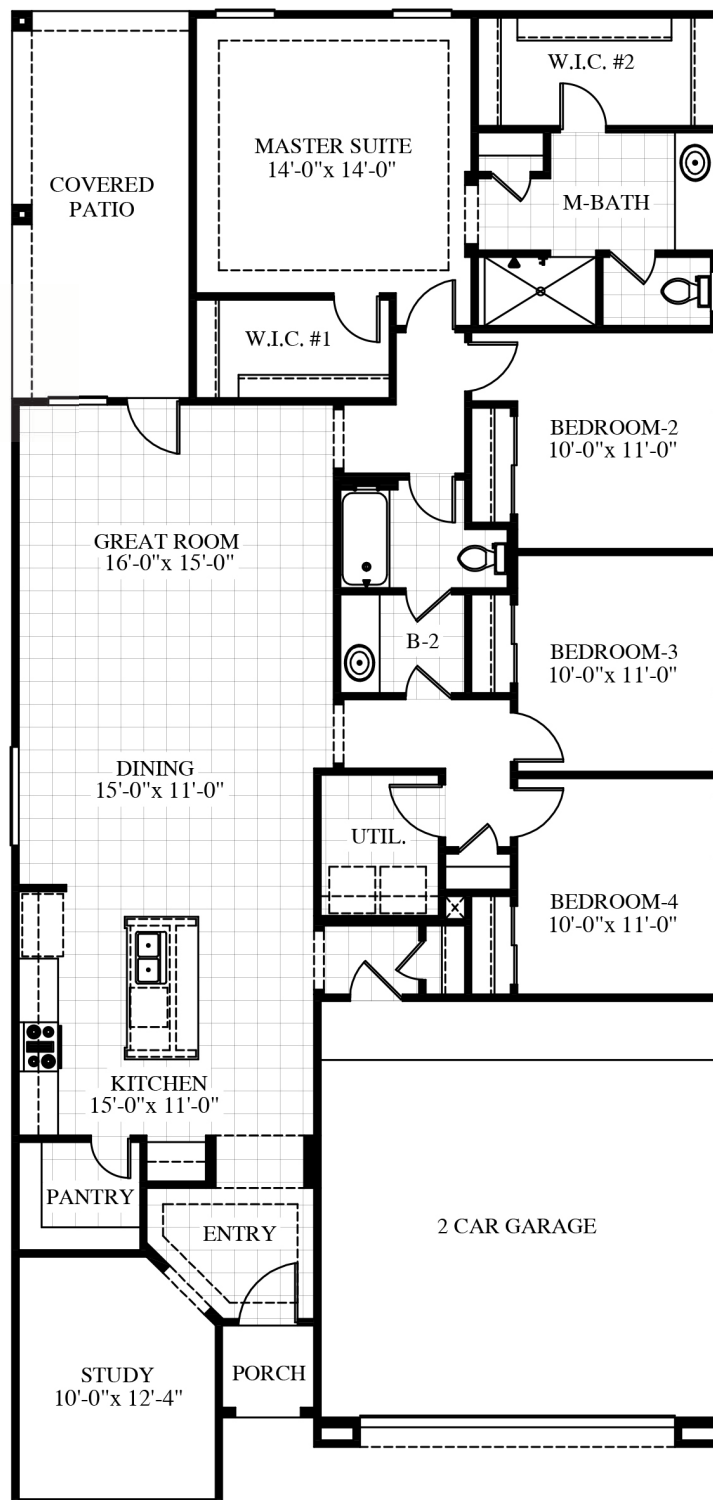 W.I.C. #2
MASTER SUITE
14'-0"x 14'-0"
COVERED
PATIO
M-BATH
W.I.C. #1
BEDROOM-2
10'-0"x 11'-0"
GREAT ROOM
16'-0"x 15'-0"
B-2
BEDROOM-3
10'-0"x 11'-0"
DINING
15'-0"x 11'-0"
UTIL.
BEDROOM-4
10'-0"x 11'-0"
KITCHEN
15'-0"x 11'-0"
PANTRY
ENTRY
2 CAR GARAGE
STUDY
10'-0"x 12'-4"
PORCH